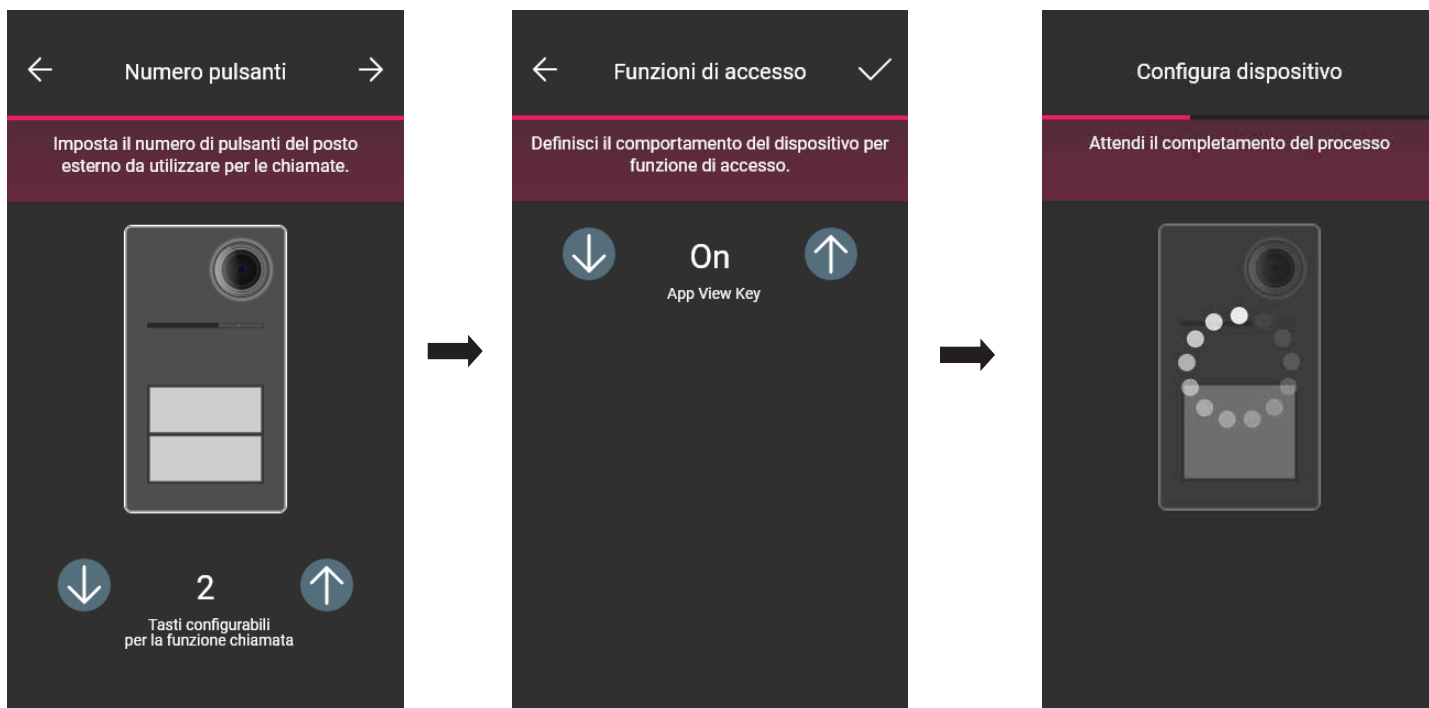 Numero pulsanti
Imposta il numero di pulsanti del posto
esterno da utilizzare per le chiamate.
2
Tasti configurabili
per la funzione chiamata
Funzioni di accesso
Definisci il comportamento del dispositivo per
funzione di accesso.
On
App View Key
Configura dispositivo
Attendi il completamento del processo